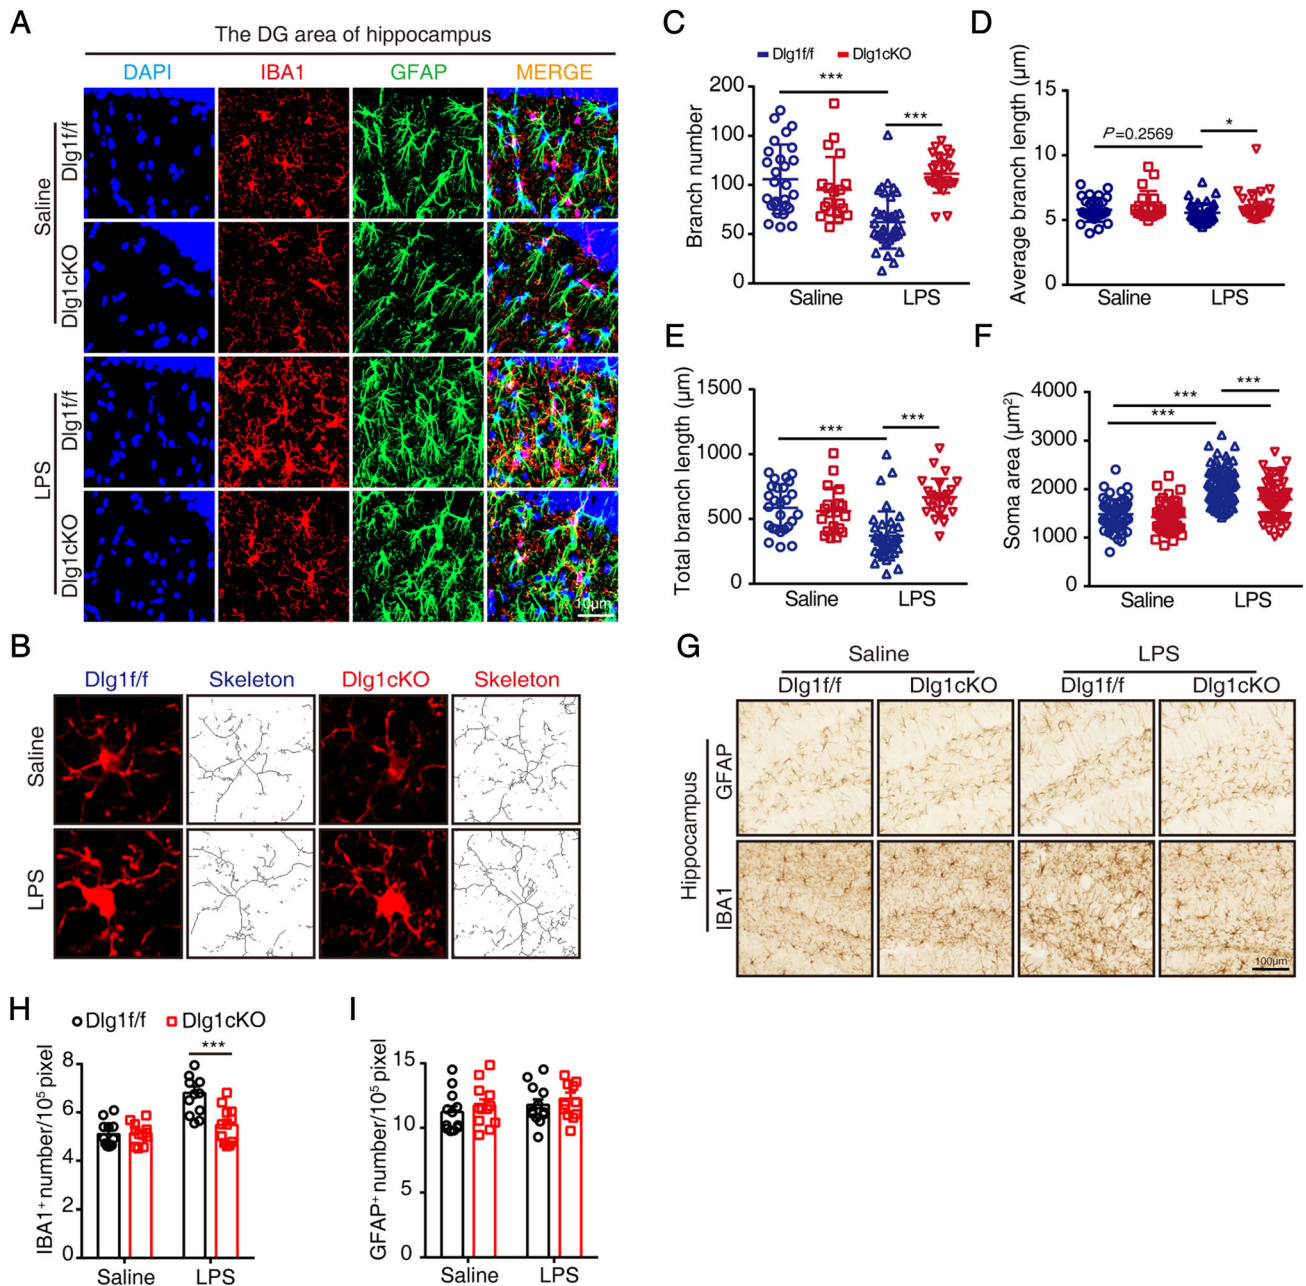 A
The DG area of hippocampus
DAPI IBA1 GFAP MERGE
Saline
Dlg1f/f
Dlg1cKO
LPS
Dlg1f/f
Dlg1cKO
10µm
B
Dlg1f/f Skeleton Dlg1cKO Skeleton
Saline
LPS
C
Dlg1f/f Dlg1cKO
Branch number
200
100
100
50
0
***
***
Saline LPS
D
Average branch length (µm)
15
10
5
0
P=0.2569
*
Saline LPS
E
Total branch length (µm)
1500
1000
500
0
***
***
Saline LPS
F
Soma area (µm²)
4000
3000
2000
1000
0
***
***
***
Saline LPS
G
Saline LPS
Dlg1f/f Dlg1cKO Dlg1f/f Dlg1cKO
Hippocampus
GFAP
IBA1
100µm
H
Dlg1f/f Dlg1cKO
IBA1⁺ number/10⁵ pixel
8
6
4
2
0
***
Saline LPS
I
GFAP⁺ number/10⁵ pixel
15
10
5
0
Saline LPS